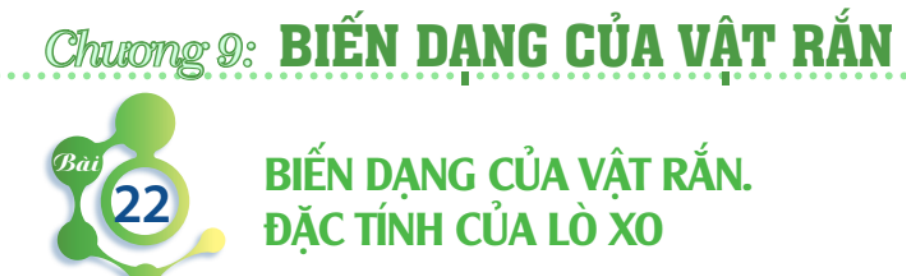 Chương 9: BIẾN DẠNG CỦA VẬT RẮN
Bài
22
BIẾN DẠNG CỦA VẬT RẮN.
ĐẶC TÍNH CỦA LÒ XO